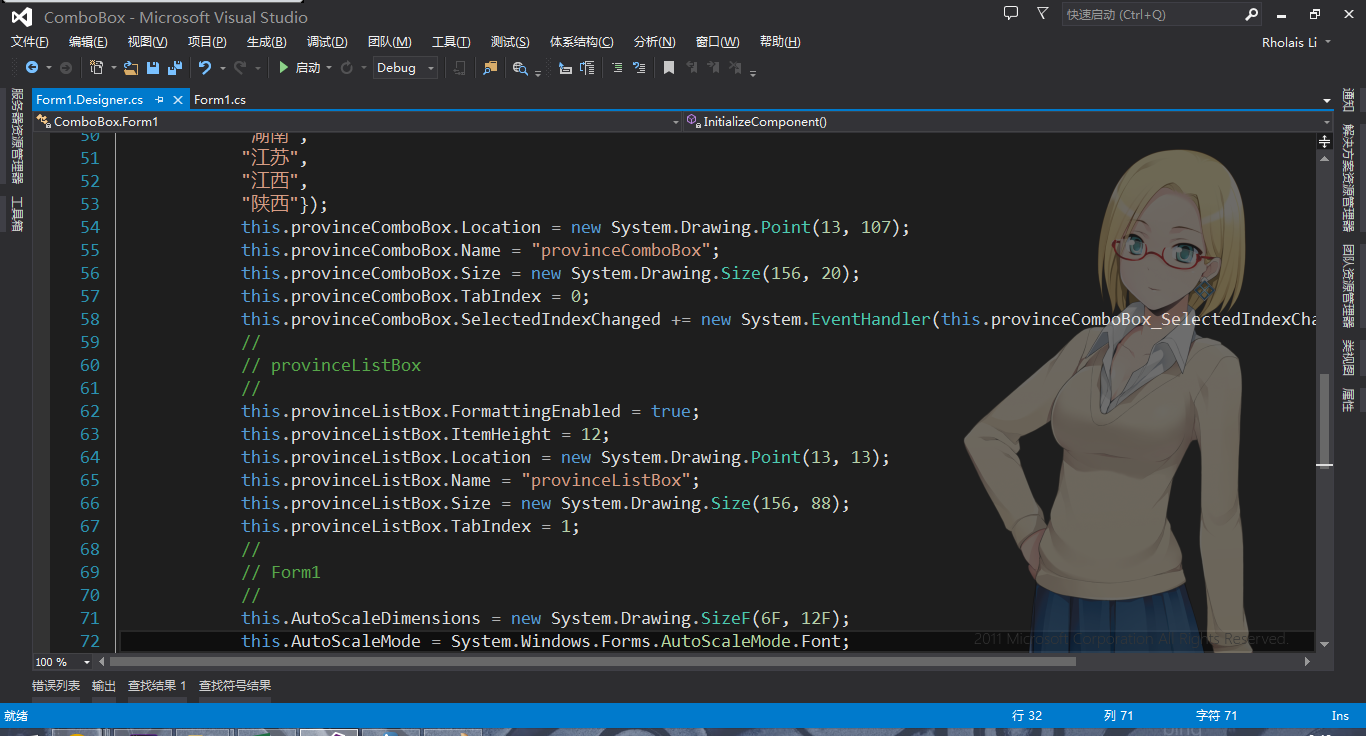 ComboBox - Microsoft Visual Studio
快速启动 (Ctrl+Q)
文件(F) 编辑(E) 视图(V) 项目(P) 生成(B) 调试(D) 团队(M) 工具(T) 测试(S) 体系结构(C) 分析(N) 窗口(W) 帮助(H)
Rholais Li
启动 Debug
Form1.Designer.cs Form1.cs
ComboBox.Form1 InitializeComponent()
服务器资源管理器
工具箱
50 "湖南",
51 "江苏",
52 "江西",
53 "陕西"});
54 this.provinceComboBox.Location = new System.Drawing.Point(13, 107);
55 this.provinceComboBox.Name = "provinceComboBox";
56 this.provinceComboBox.Size = new System.Drawing.Size(156, 20);
57 this.provinceComboBox.TabIndex = 0;
58 this.provinceComboBox.SelectedIndexChanged += new System.EventHandler(this.provinceComboBox_SelectedIndexCha
59 //
60 // provinceListBox
61 //
62 this.provinceListBox.FormattingEnabled = true;
63 this.provinceListBox.ItemHeight = 12;
64 this.provinceListBox.Location = new System.Drawing.Point(13, 13);
65 this.provinceListBox.Name = "provinceListBox";
66 this.provinceListBox.Size = new System.Drawing.Size(156, 88);
67 this.provinceListBox.TabIndex = 1;
68 //
69 // Form1
70 //
71 this.AutoScaleDimensions = new System.Drawing.SizeF(6F, 12F);
72 this.AutoScaleMode = System.Windows.Forms.AutoScaleMode.Font;
2011 Microsoft Corporation All Rights Reserved.
通知
解决方案资源管理器
团队资源管理器
类视图
属性
100 %
错误列表 输出 查找结果 1 查找符号结果
就绪 行 32 列 71 字符 71 Ins
bing